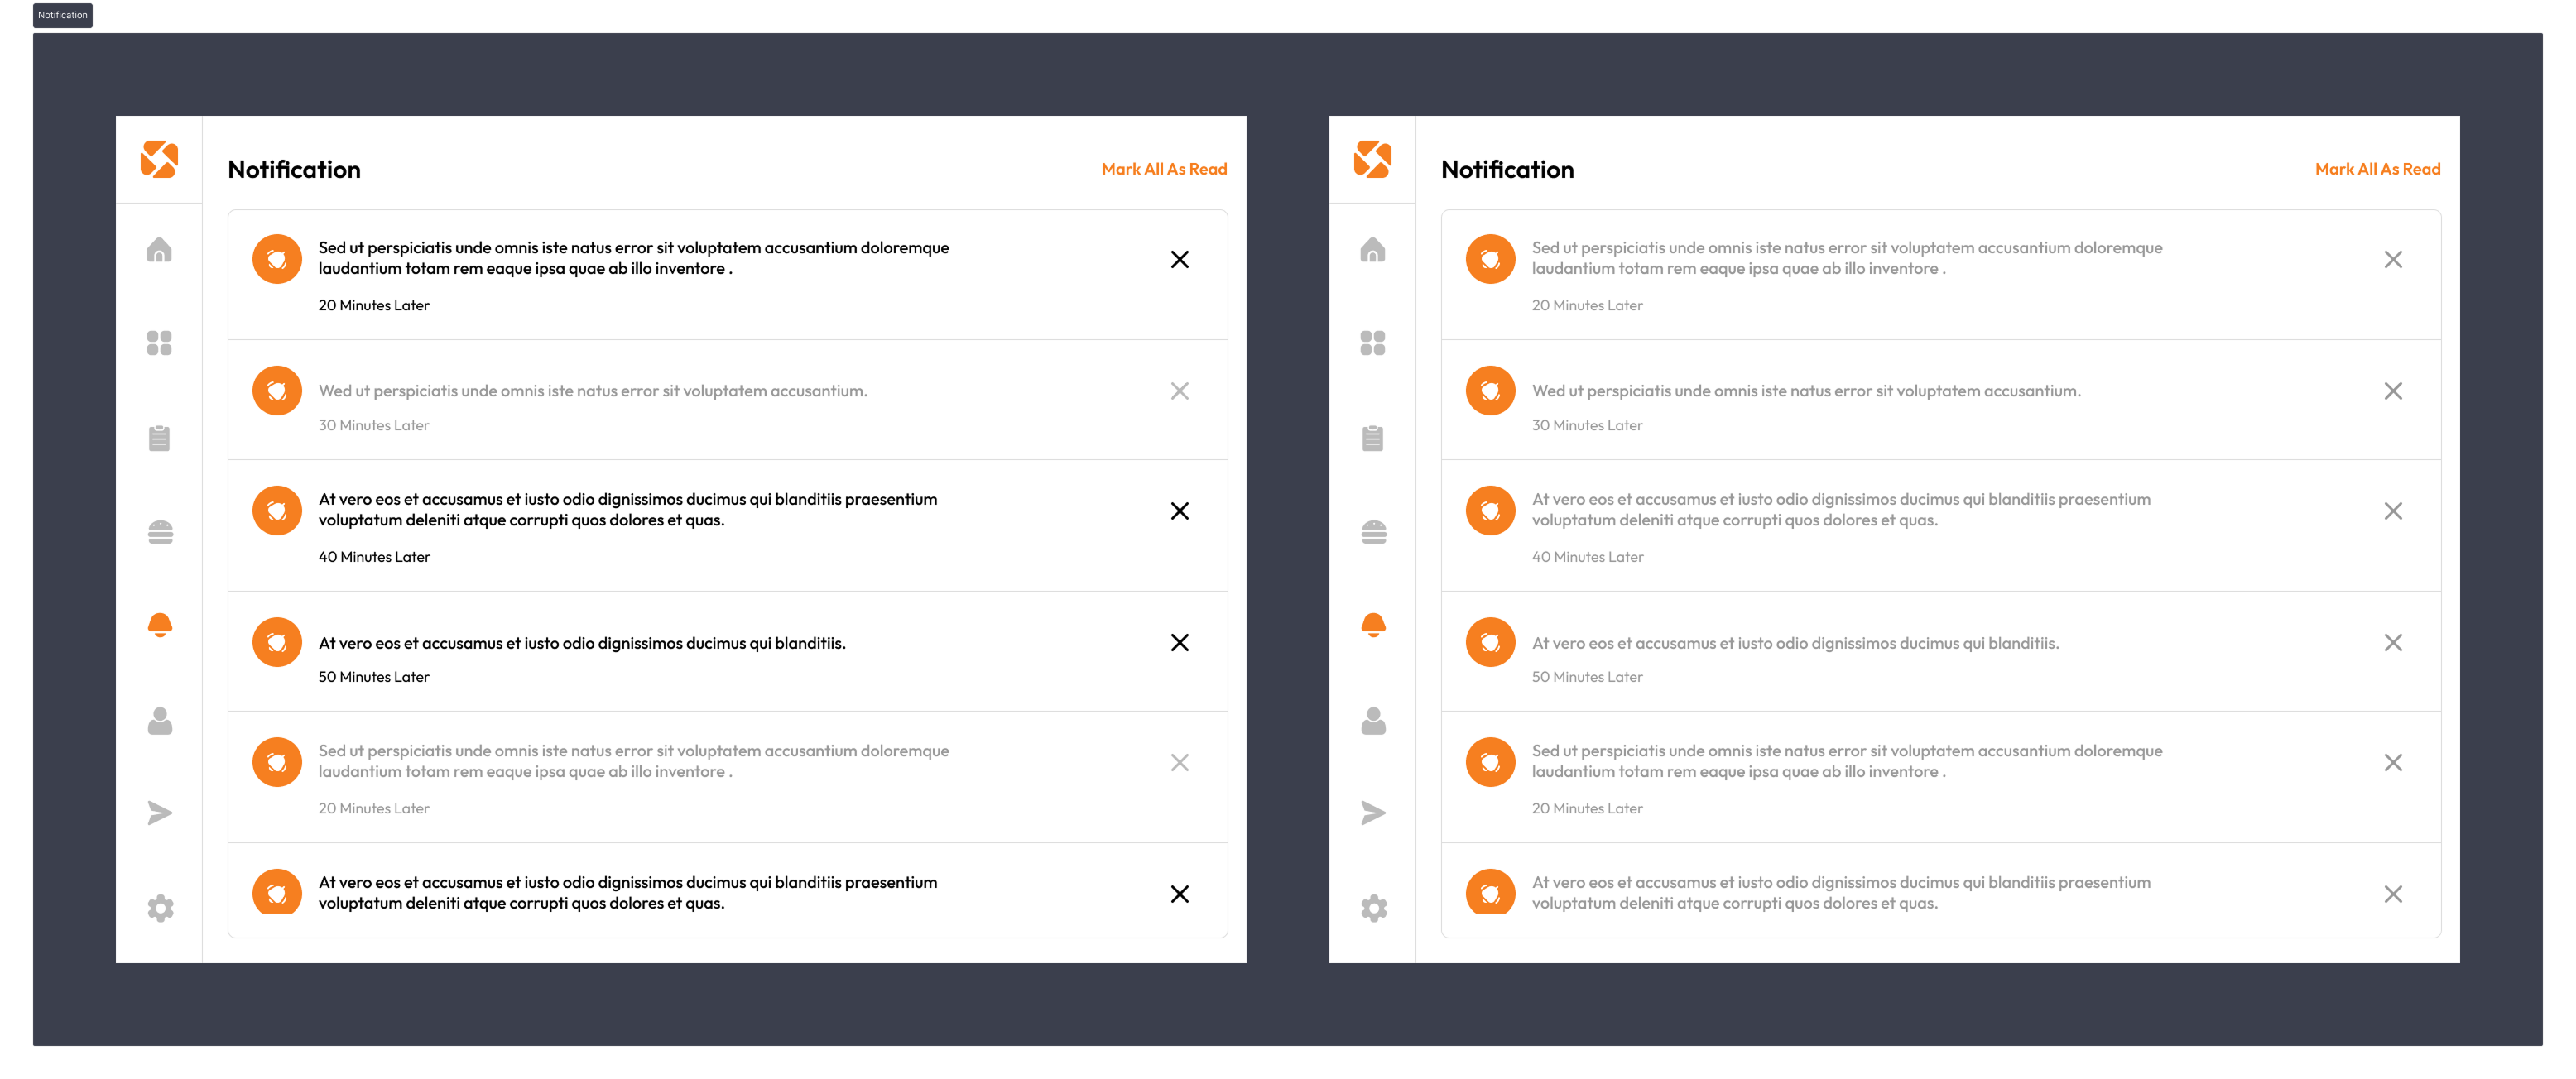 Notification
Notification
Mark All As Read
Sed ut perspiciatis unde omnis iste natus error sit voluptatem accusantium doloremque
laudantium totam rem eaque ipsa quae ab illo inventore .
20 Minutes Later
Wed ut perspiciatis unde omnis iste natus error sit voluptatem accusantium.
30 Minutes Later
At vero eos et accusamus et iusto odio dignissimos ducimus qui blanditiis praesentium
voluptatum deleniti atque corrupti quos dolores et quas.
40 Minutes Later
At vero eos et accusamus et iusto odio dignissimos ducimus qui blanditiis.
50 Minutes Later
Sed ut perspiciatis unde omnis iste natus error sit voluptatem accusantium doloremque
laudantium totam rem eaque ipsa quae ab illo inventore .
20 Minutes Later
At vero eos et accusamus et iusto odio dignissimos ducimus qui blanditiis praesentium
voluptatum deleniti atque corrupti quos dolores et quas.
Notification
Mark All As Read
Sed ut perspiciatis unde omnis iste natus error sit voluptatem accusantium doloremque
laudantium totam rem eaque ipsa quae ab illo inventore .
20 Minutes Later
Wed ut perspiciatis unde omnis iste natus error sit voluptatem accusantium.
30 Minutes Later
At vero eos et accusamus et iusto odio dignissimos ducimus qui blanditiis praesentium
voluptatum deleniti atque corrupti quos dolores et quas.
40 Minutes Later
At vero eos et accusamus et iusto odio dignissimos ducimus qui blanditiis.
50 Minutes Later
Sed ut perspiciatis unde omnis iste natus error sit voluptatem accusantium doloremque
laudantium totam rem eaque ipsa quae ab illo inventore .
20 Minutes Later
At vero eos et accusamus et iusto odio dignissimos ducimus qui blanditiis praesentium
voluptatum deleniti atque corrupti quos dolores et quas.